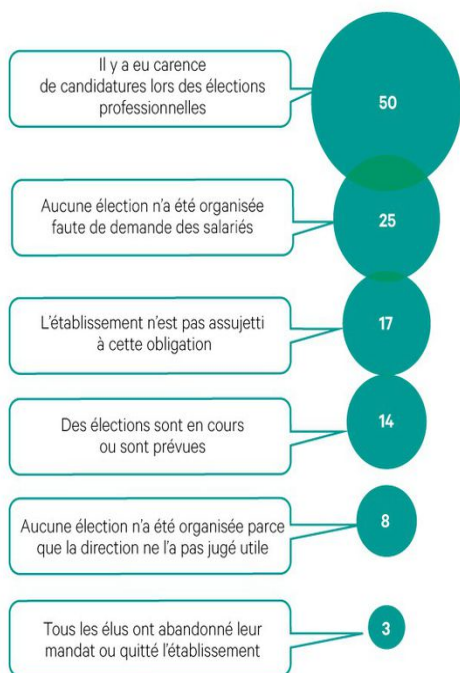 Il y a eu carence
de candidatures lors des élections
professionnelles
50
Aucune élection n'a été organisée
faute de demande des salariés
25
L'établissement n'est pas assujetti
à cette obligation
17
Des élections sont en cours
ou sont prévues
14
Aucune élection n'a été organisée parce
que la direction ne l'a pas jugé utile
8
Tous les élus ont abandonné leur
mandat ou quitté l'établissement
3